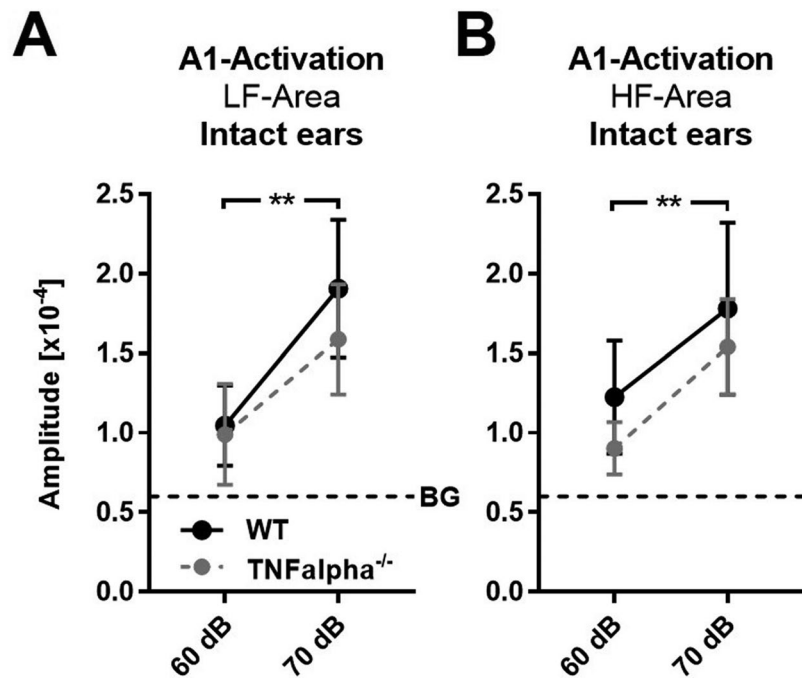 A
A1-Activation
LF-Area
Intact ears
Amplitude [x10⁻⁴]
2.5
2.0
1.5
1.0
0.5
0.0
**
BG
WT
TNFalpha⁻/⁻
60 dB
70 dB
B
A1-Activation
HF-Area
Intact ears
2.5
2.0
1.5
1.0
0.5
0.0
**
60 dB
70 dB